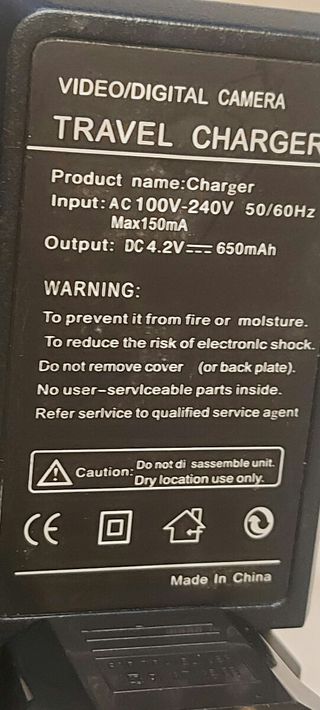 VIDEO/DIGITAL CAMERA
TRAVEL CHARGER
Product name:Charger
Input: AC 100V-240V 50/60Hz
Max150mA
Output: DC 4.2V⎓650mAh
WARNING:
To prevent it from fire or molsture.
To reduce the risk of electronlc shock.
Do not remove cover (or back plate).
No user-servlceable parts inside.
Refer serlvice to qualified service agent
Caution: Do not di sassemble unit.
Dry location use only.
CE
Made In China